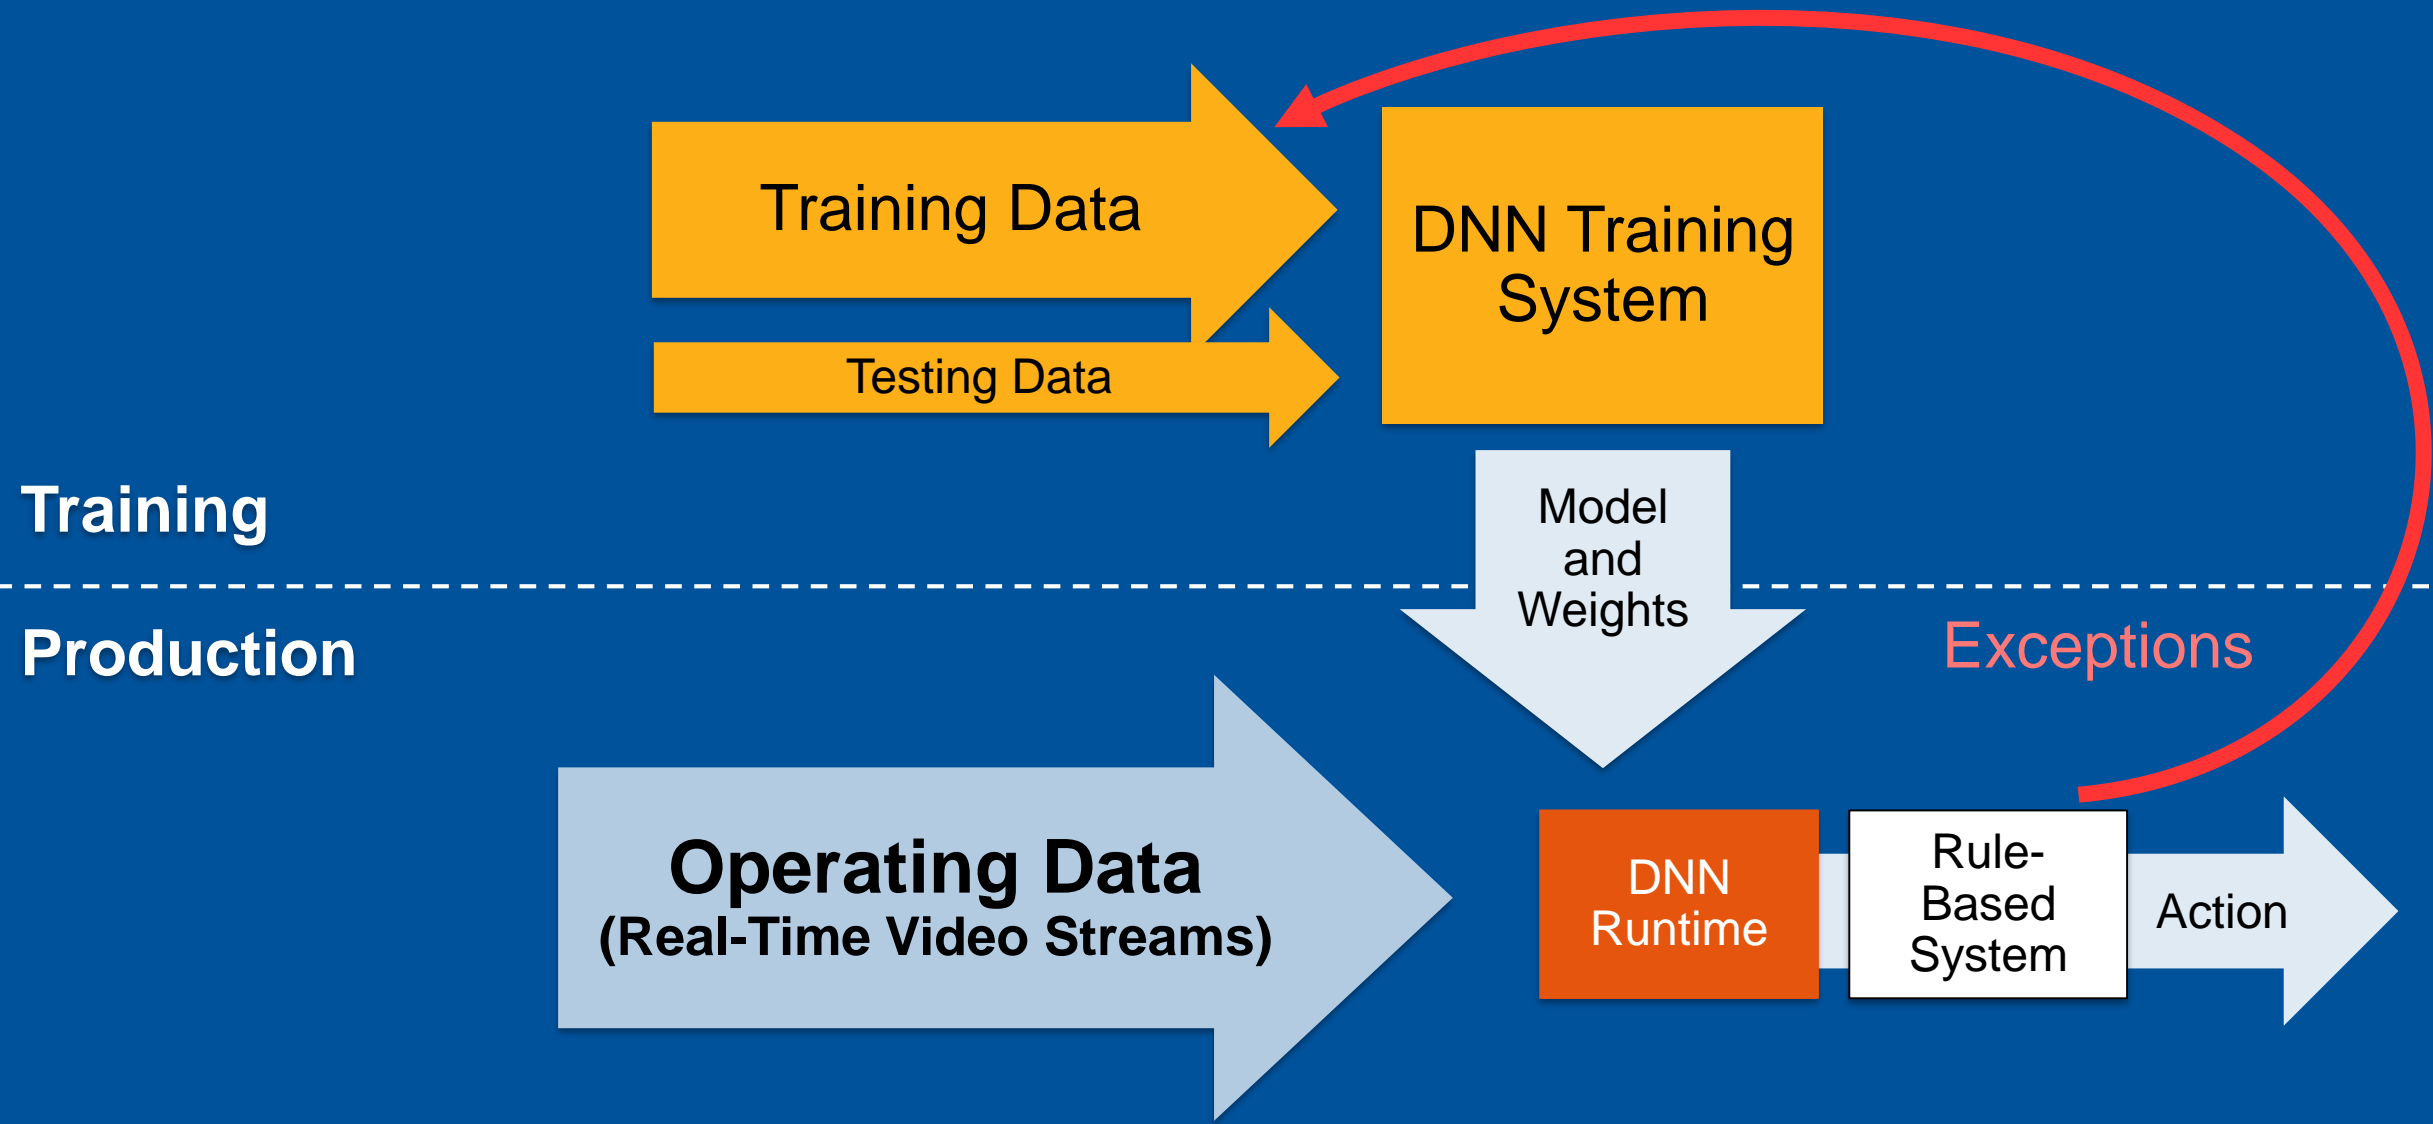 Training Data
DNN Training
System
Testing Data
Training
Model
and
Weights
Production
Exceptions
Operating Data
(Real-Time Video Streams)
DNN
Runtime
Rule-
Based
System
Action